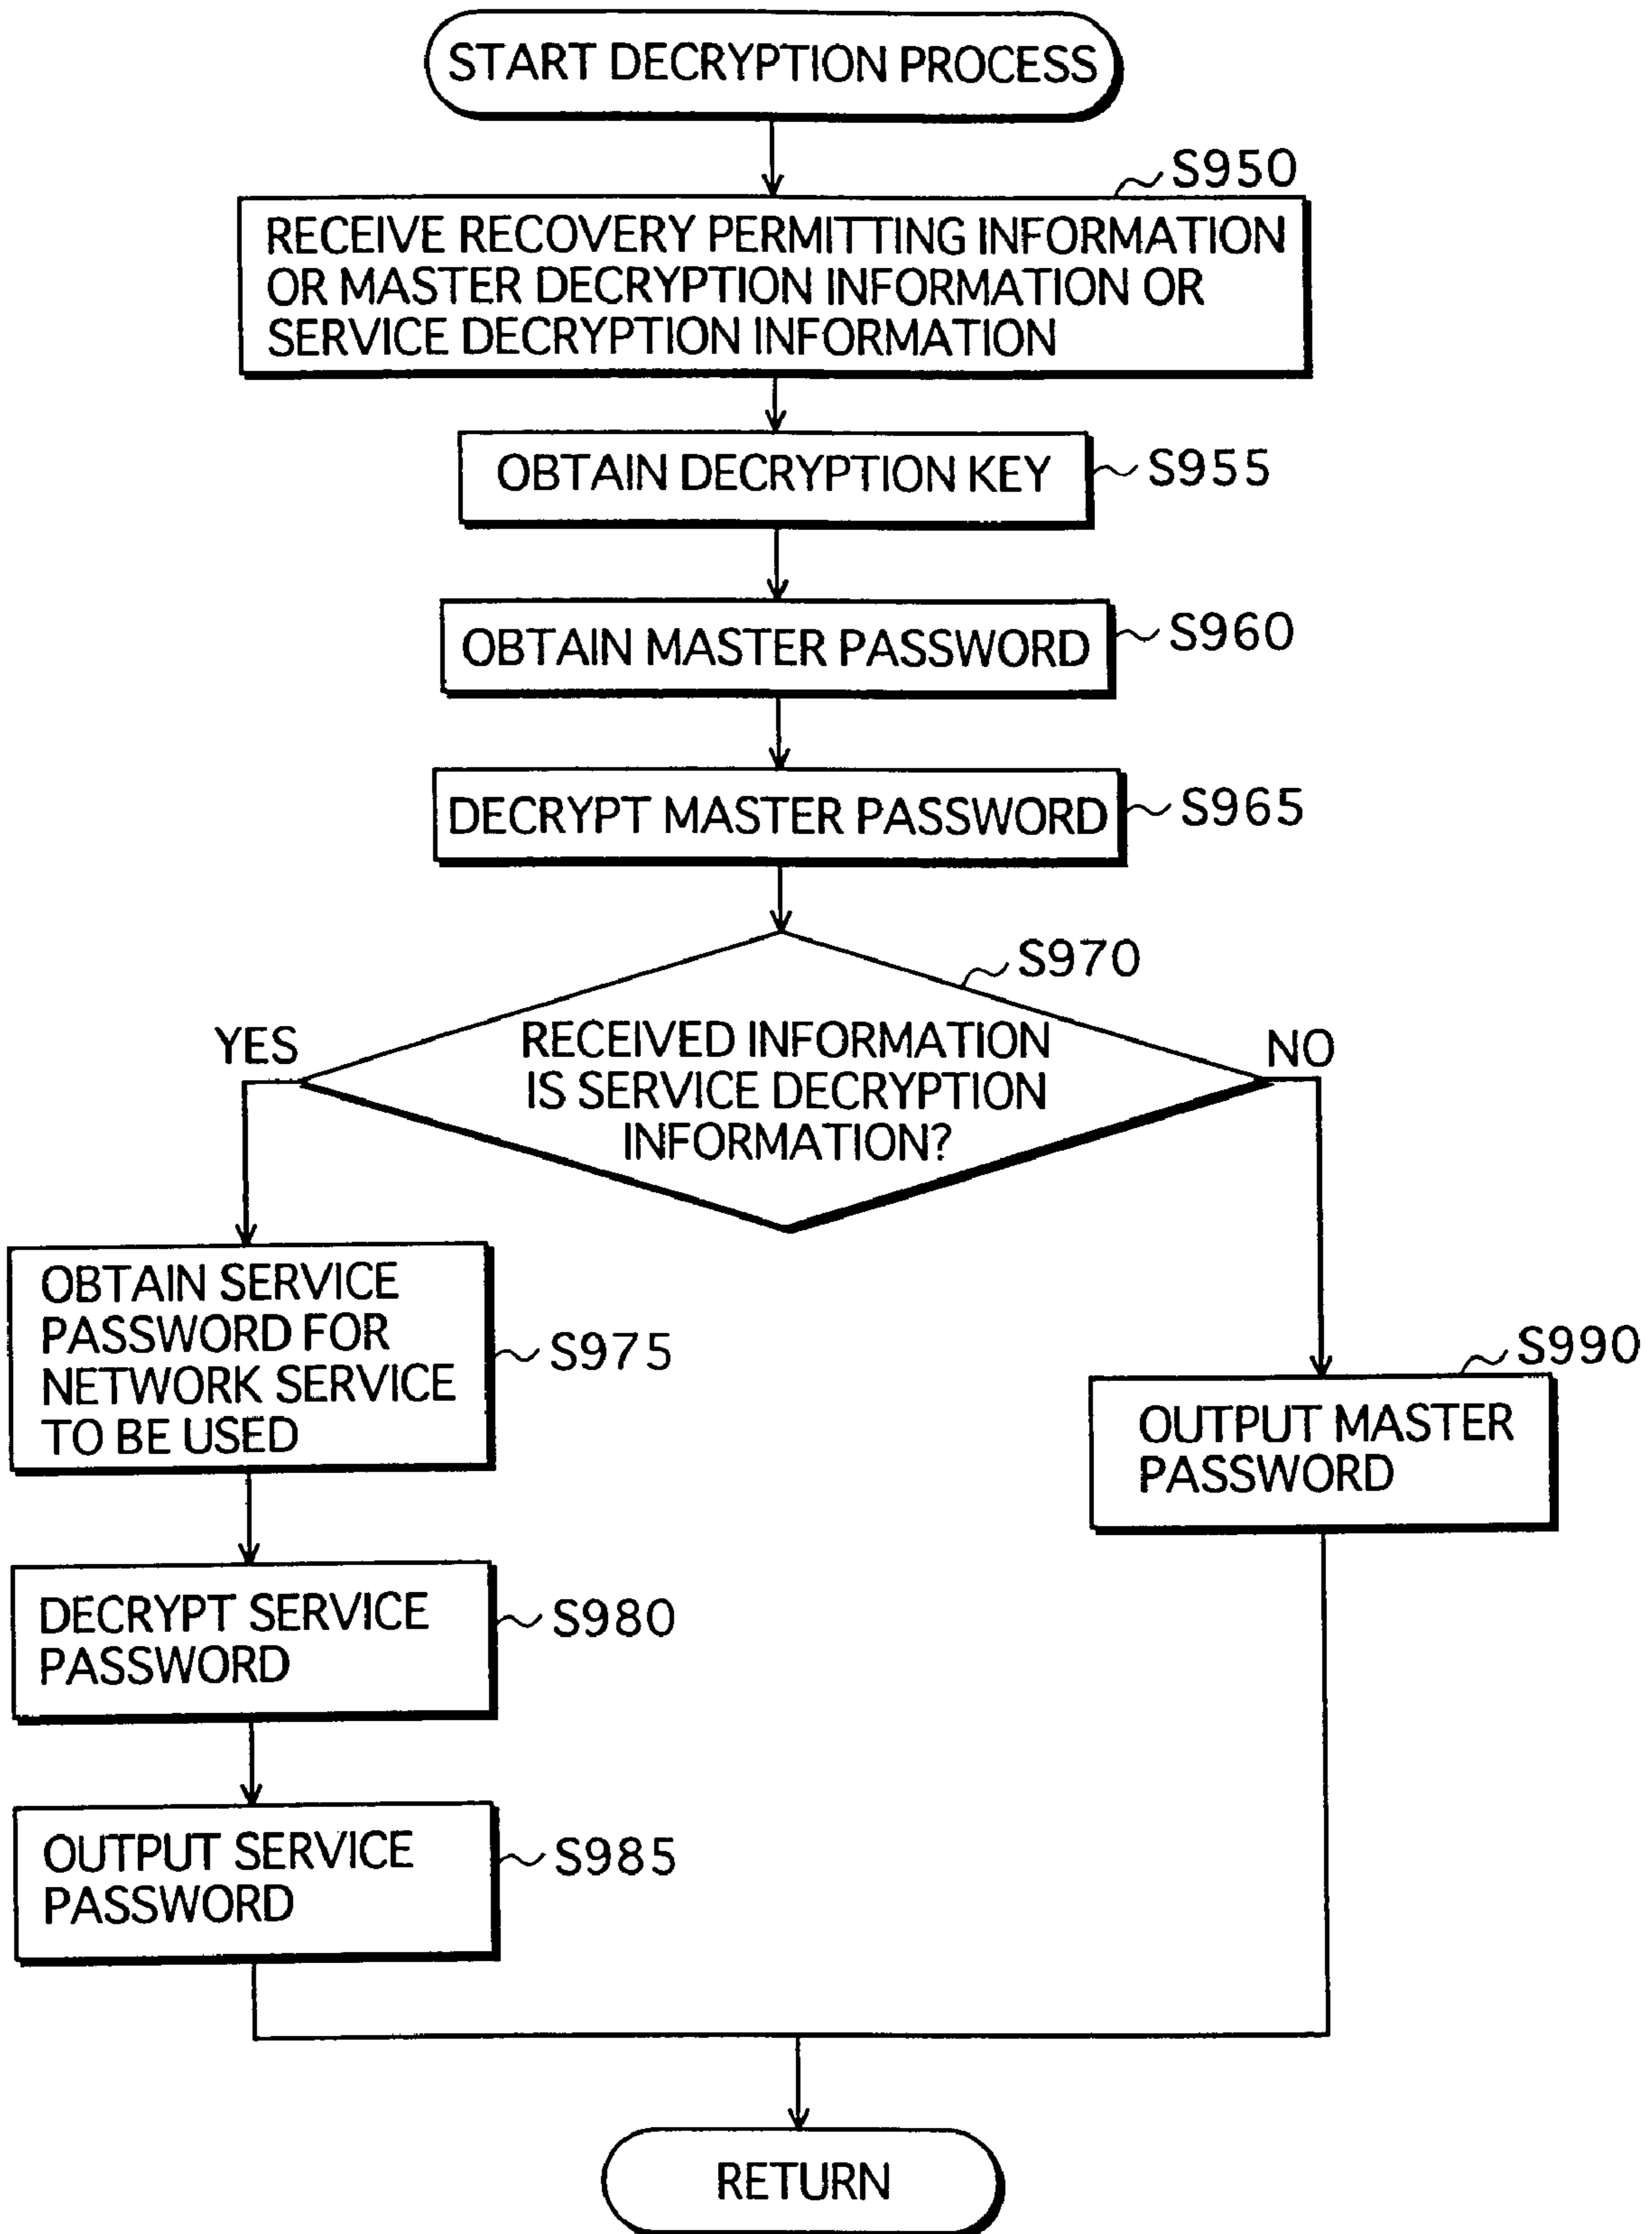 START DECRYPTION PROCESS
S950
RECEIVE RECOVERY PERMITTING INFORMATION
OR MASTER DECRYPTION INFORMATION OR
SERVICE DECRYPTION INFORMATION
OBTAIN DECRYPTION KEY
S955
OBTAIN MASTER PASSWORD
S960
DECRYPT MASTER PASSWORD
S965
S970
RECEIVED INFORMATION
IS SERVICE DECRYPTION
INFORMATION?
YES
NO
OBTAIN SERVICE
PASSWORD FOR
NETWORK SERVICE
TO BE USED
S975
S990
OUTPUT MASTER
PASSWORD
DECRYPT SERVICE
PASSWORD
S980
OUTPUT SERVICE
PASSWORD
S985
RETURN